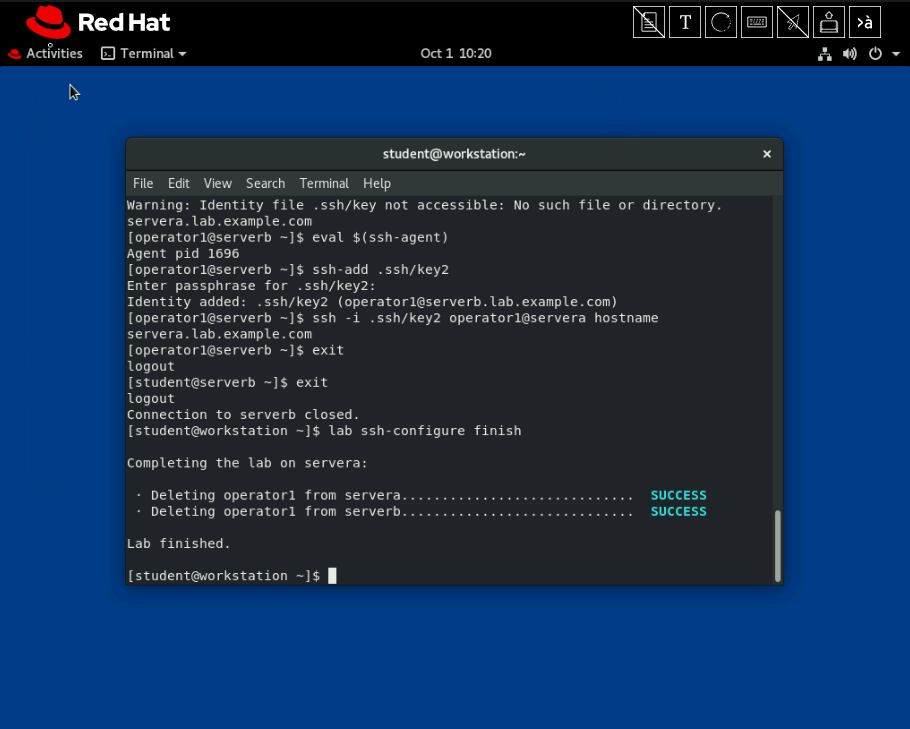 Red Hat
T
>à
Activities
Terminal
Oct 1 10:20
student@workstation:~
×
File Edit View Search Terminal Help
Warning: Identity file .ssh/key not accessible: No such file or directory.
servera.lab.example.com
[operator1@serverb ~]$ eval $(ssh-agent)
Agent pid 1696
[operator1@serverb ~]$ ssh-add .ssh/key2
Enter passphrase for .ssh/key2:
Identity added: .ssh/key2 (operator1@serverb.lab.example.com)
[operator1@serverb ~]$ ssh -i .ssh/key2 operator1@servera hostname
servera.lab.example.com
[operator1@serverb ~]$ exit
logout
[student@serverb ~]$ exit
logout
Connection to serverb closed.
[student@workstation ~]$ lab ssh-configure finish
Completing the lab on servera:
· Deleting operator1 from servera............................. SUCCESS
· Deleting operator1 from serverb............................. SUCCESS
Lab finished.
[student@workstation ~]$